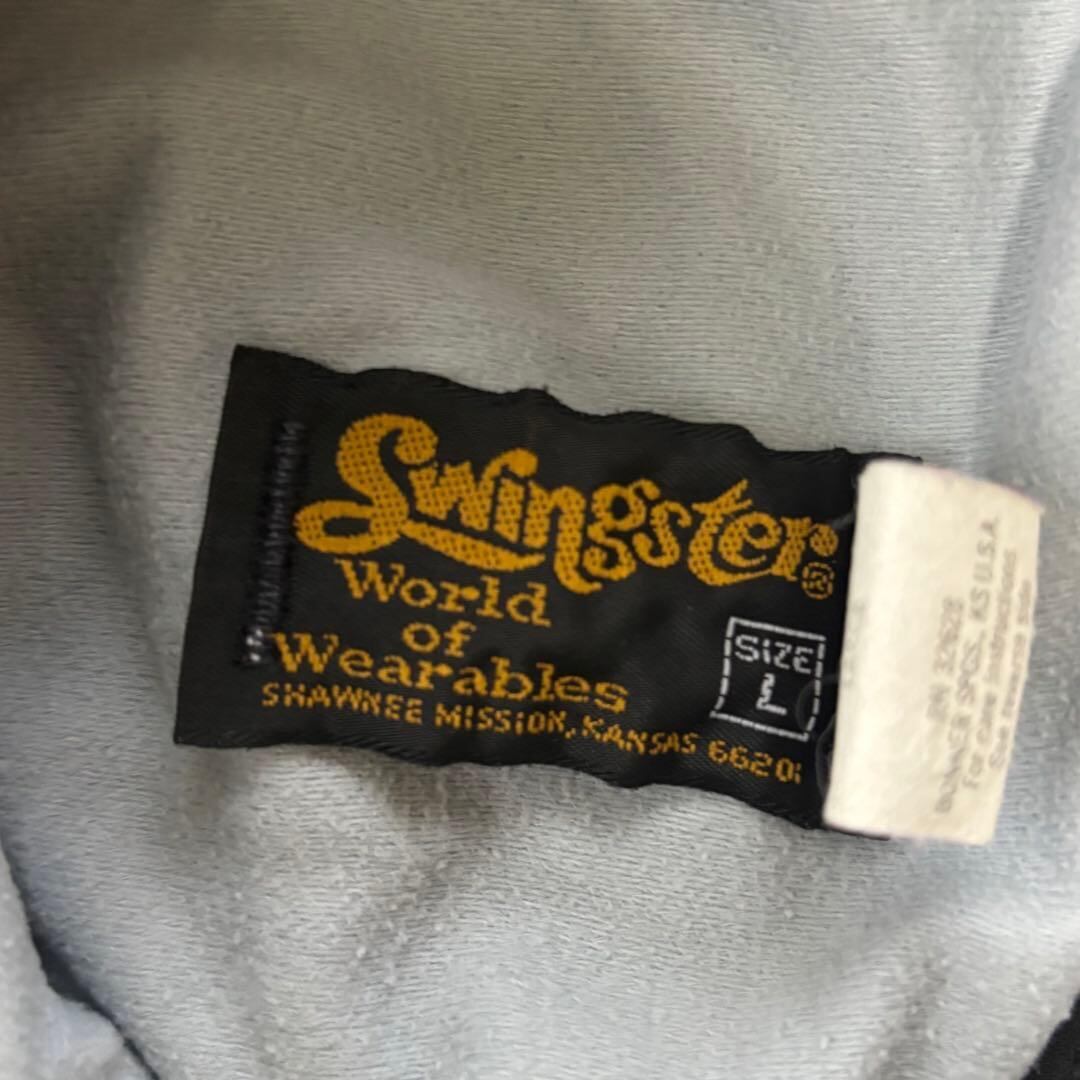 Swingster®
World
of
Wearables
SHAWNEE MISSION, KANSAS 66201
SIZE
L
RN 32628
BONNER SPGS. KS U.S.A.
For Care Instructions
See Reverse Side